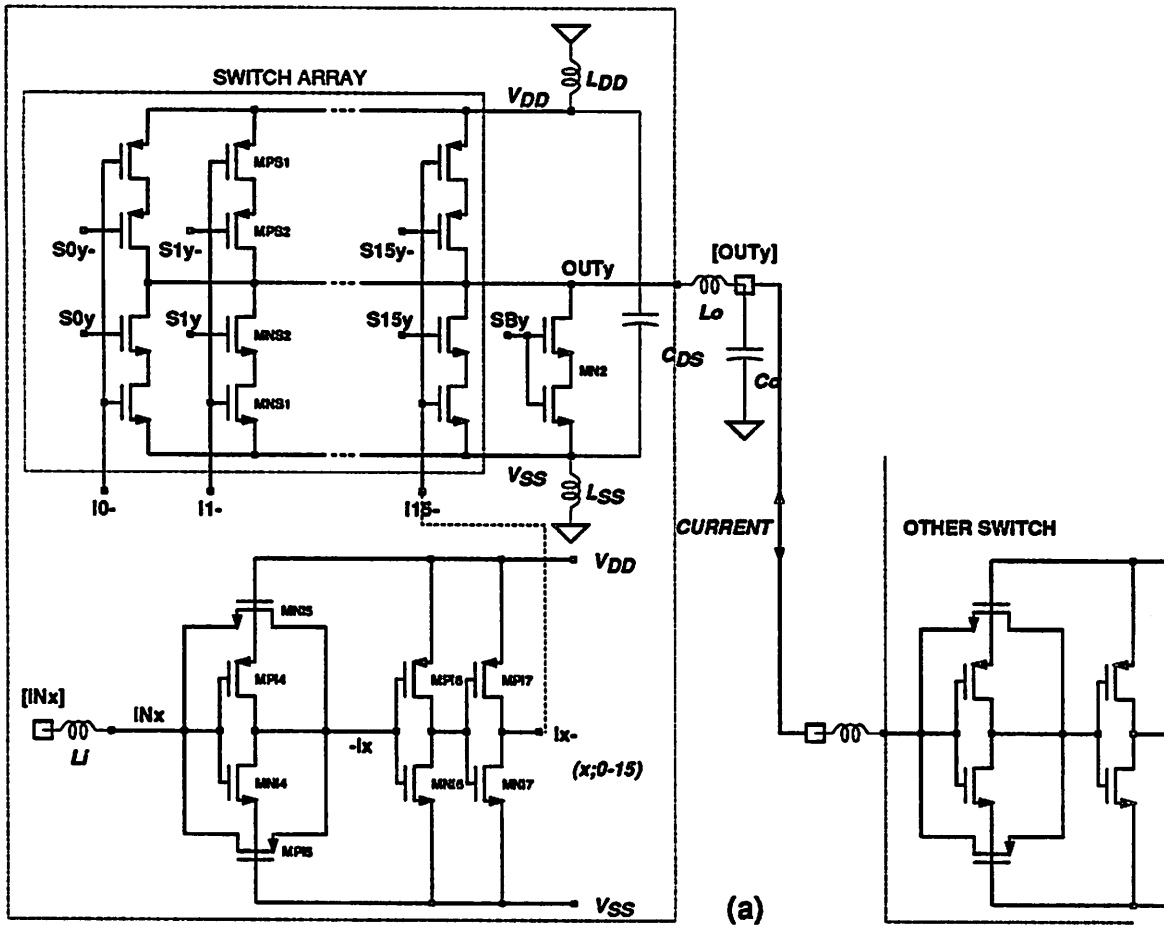 SWITCH ARRAY
LDD
VDD
MPS1
MPS2
S0y-
S1y-
S15y-
OUTy
[OUTy]
S0y
S1y
S15y
SBy
MNS2
MN2
MNS1
Lo
CDS
Co
VSS
LSS
I0-
I1-
I15-
CURRENT
OTHER SWITCH
VDD
MNI5
MPI4
MPI6
MPI7
[INx]
INx
Li
-Ix
Ix-
(x;0-15)
MNI4
MNI6
MNI7
MPI5
VSS
(a)